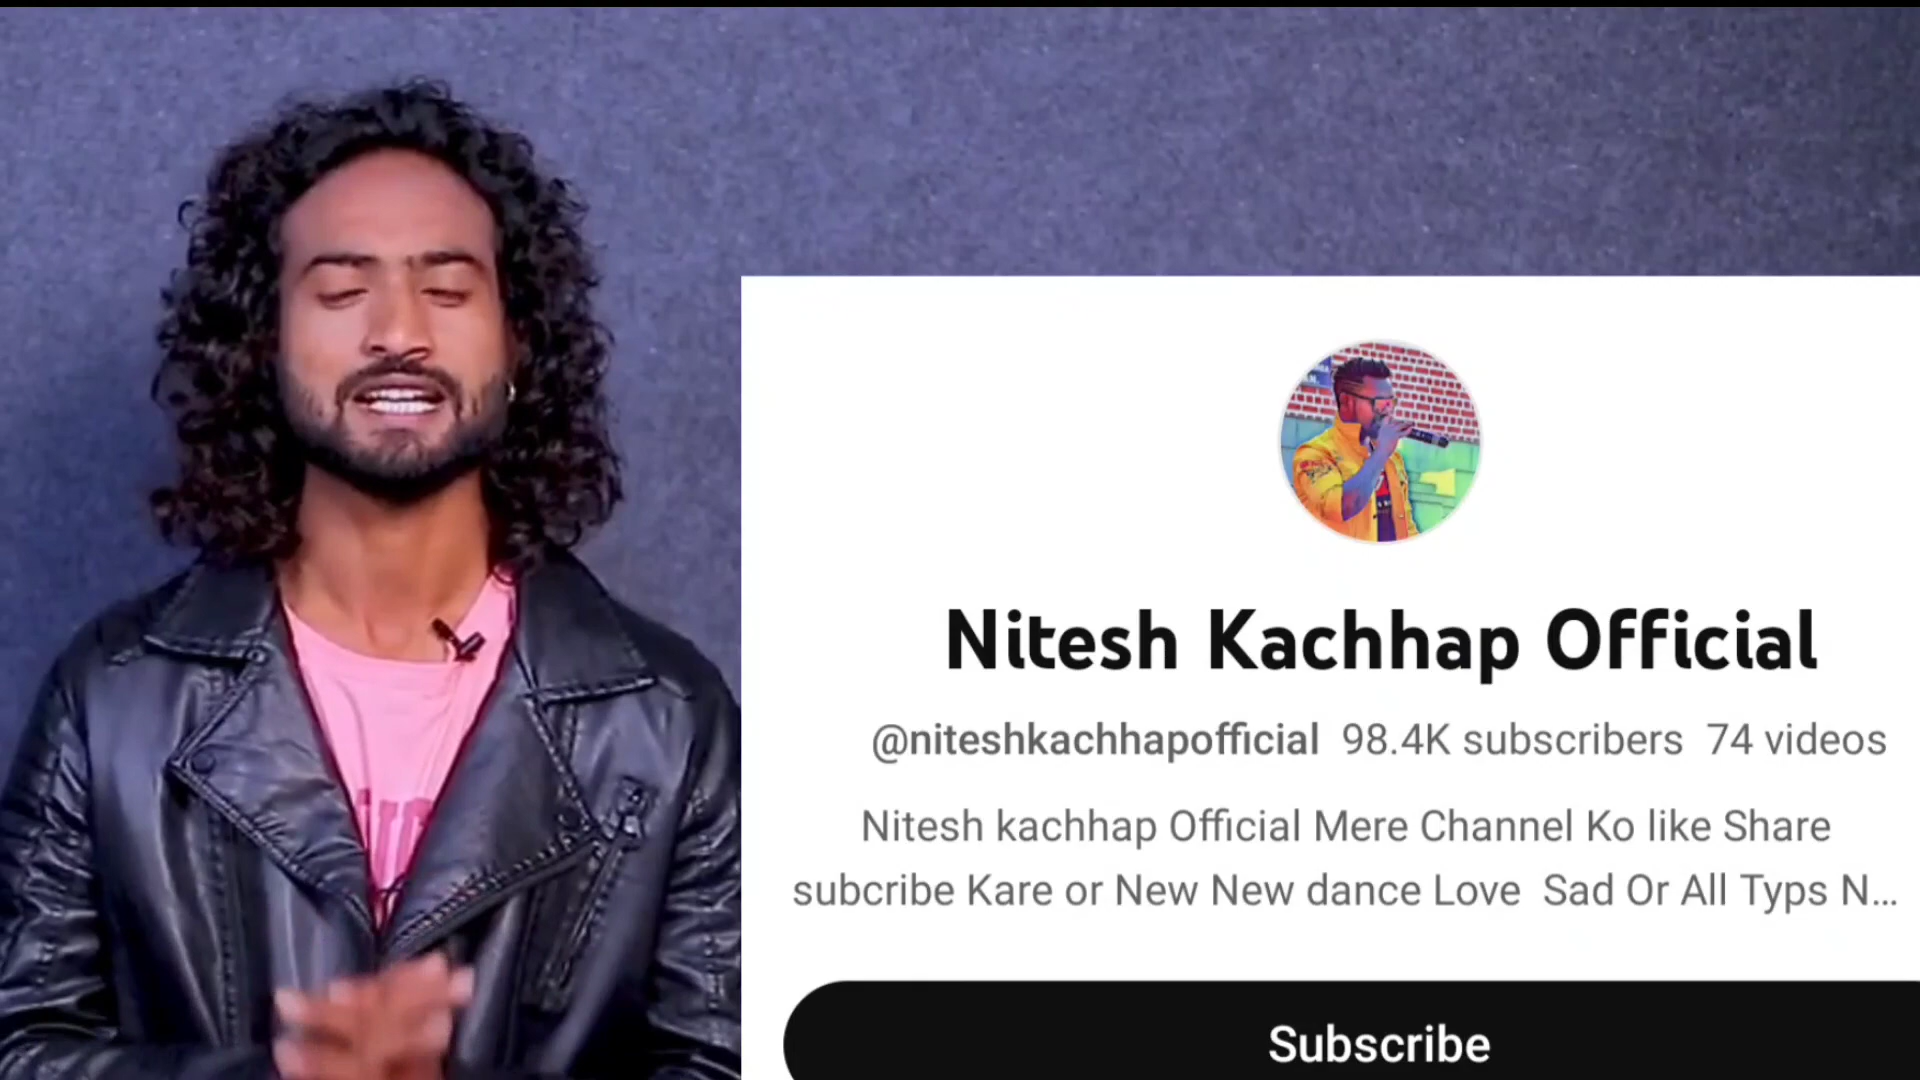 Nitesh Kachhap Official
@niteshkachhapofficial 98.4K subscribers 74 videos
Nitesh kachhap Official Mere Channel Ko like Share
subcribe Kare or New New dance Love Sad Or All Typs N...
Subscribe